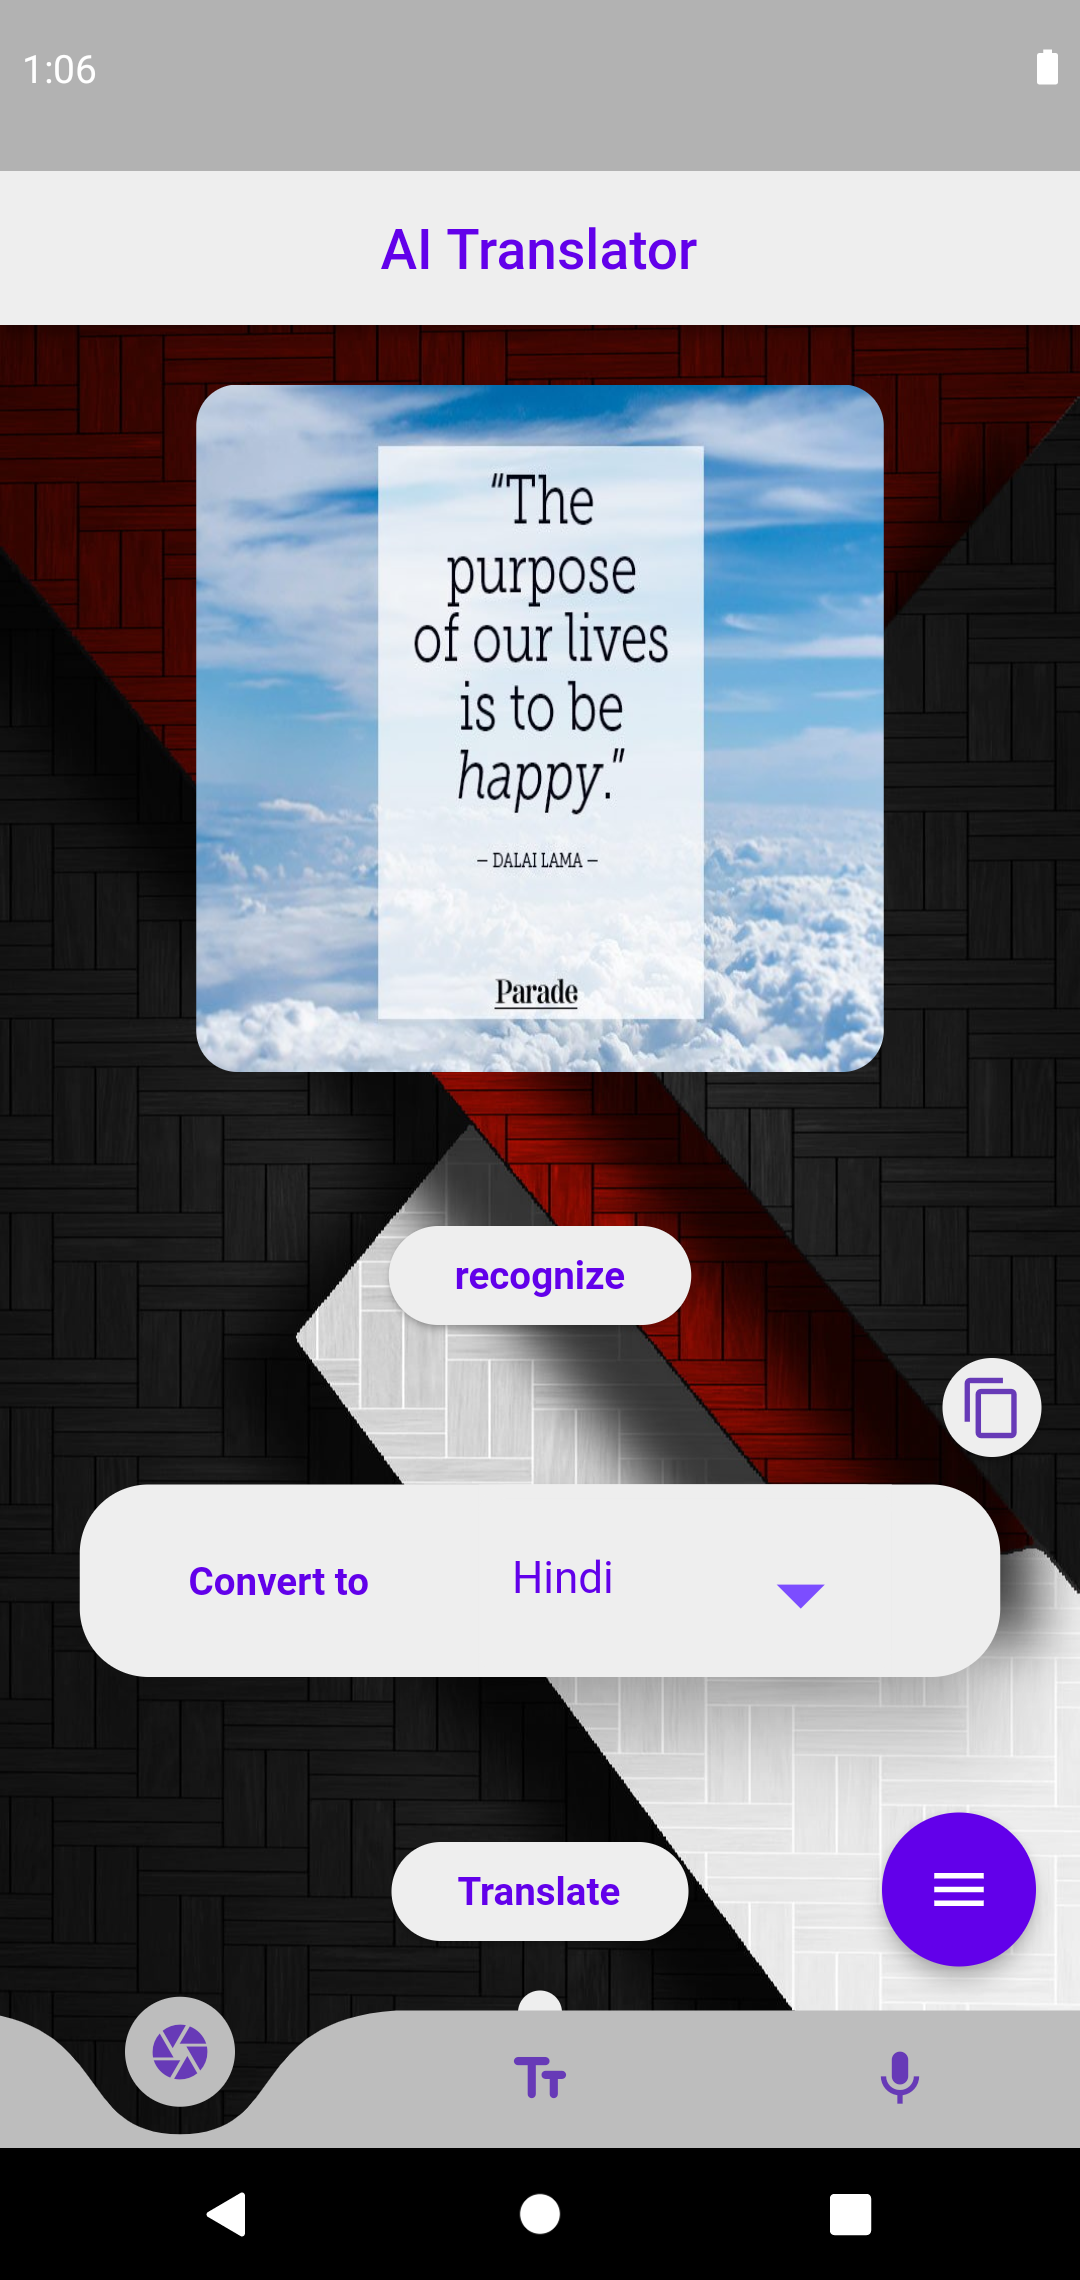 1:06
AI Translator
“The
purpose
of our lives
is to be
happy.”
– DALAI LAMA –
Parade
recognize
Convert to Hindi
Translate